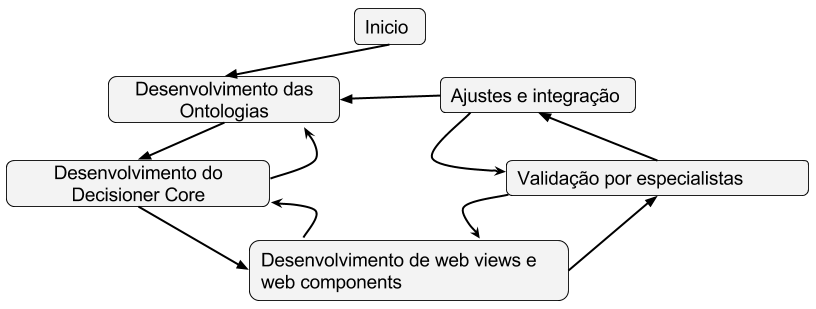 Inicio
Desenvolvimento das
Ontologias
Ajustes e integração
Desenvolvimento do
Decisioner Core
Validação por especialistas
Desenvolvimento de web views e
web components